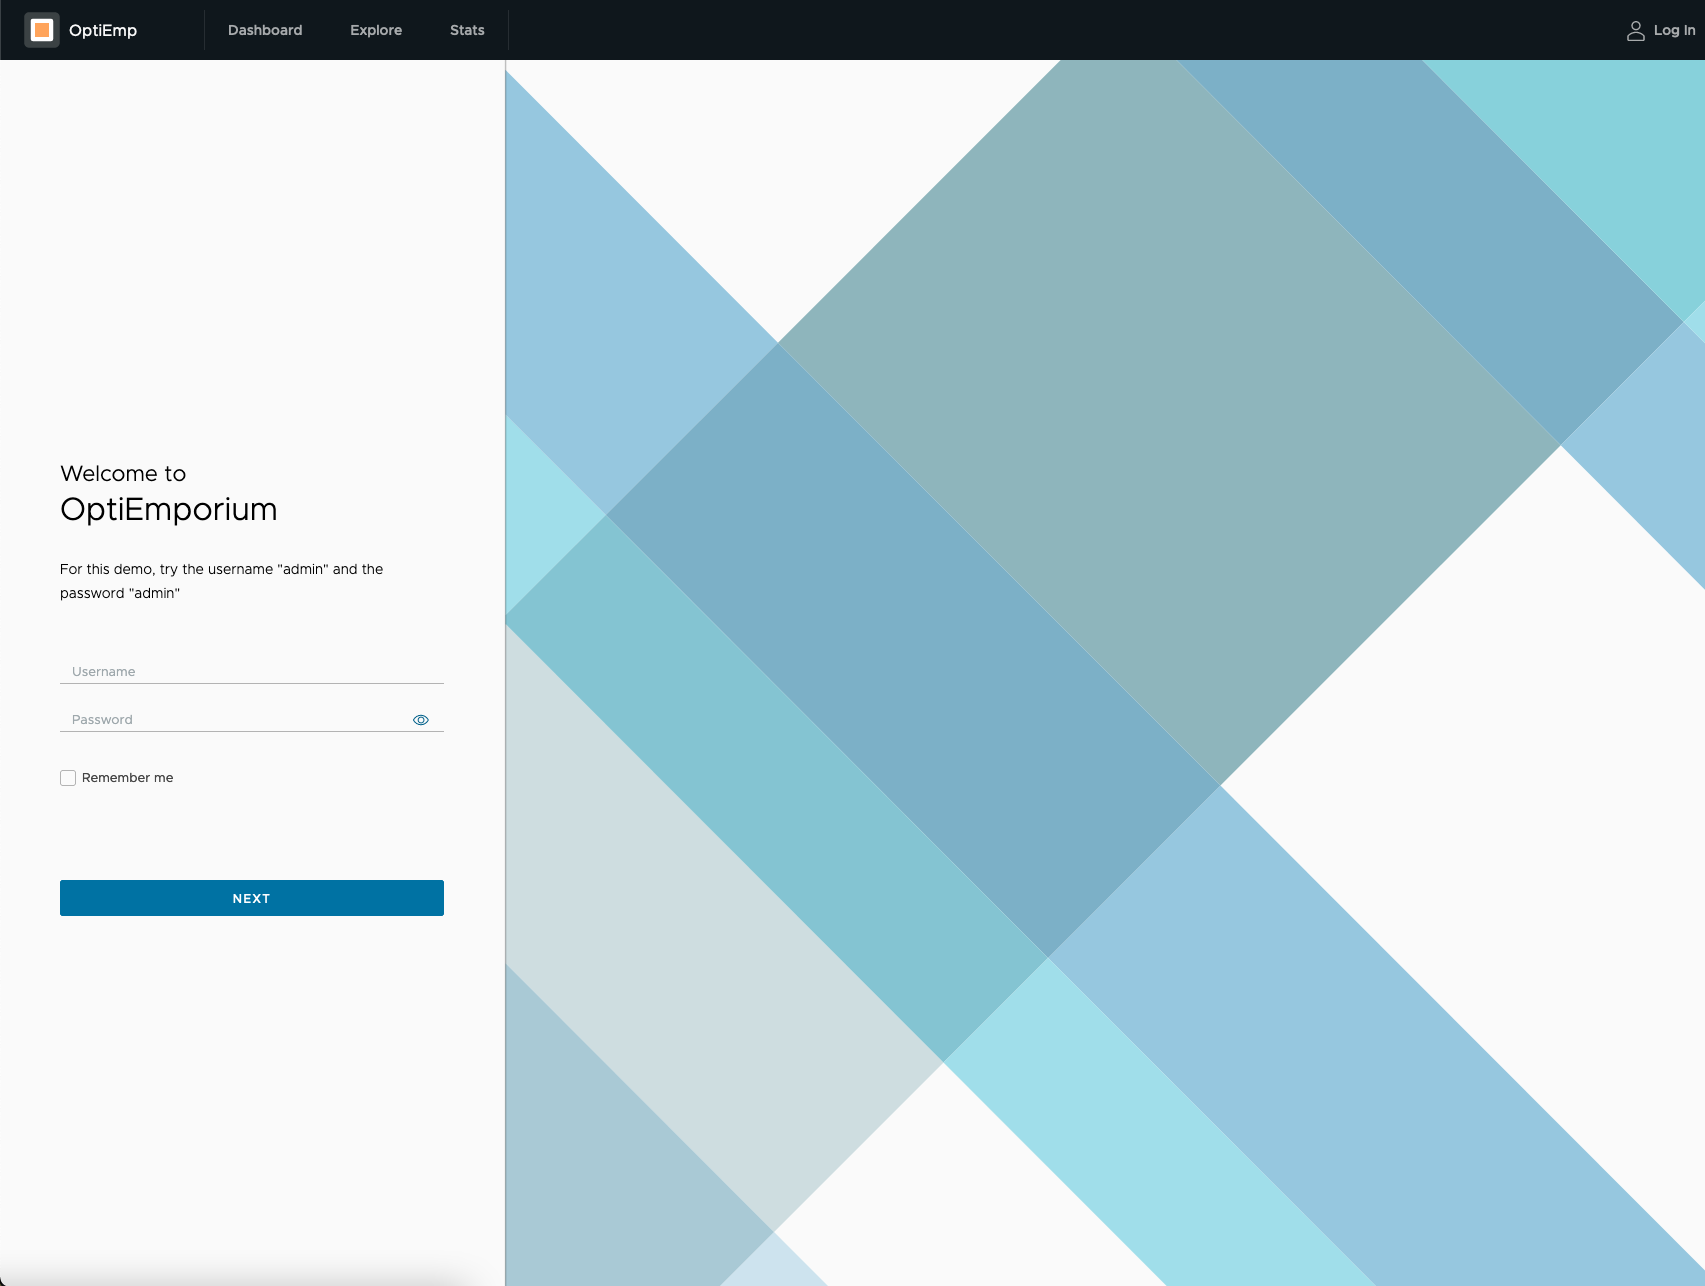 OptiEmp
Dashboard
Explore
Stats
Log In
Welcome to
OptiEmporium
For this demo, try the username "admin" and the
password "admin"
Username
Password
Remember me
NEXT